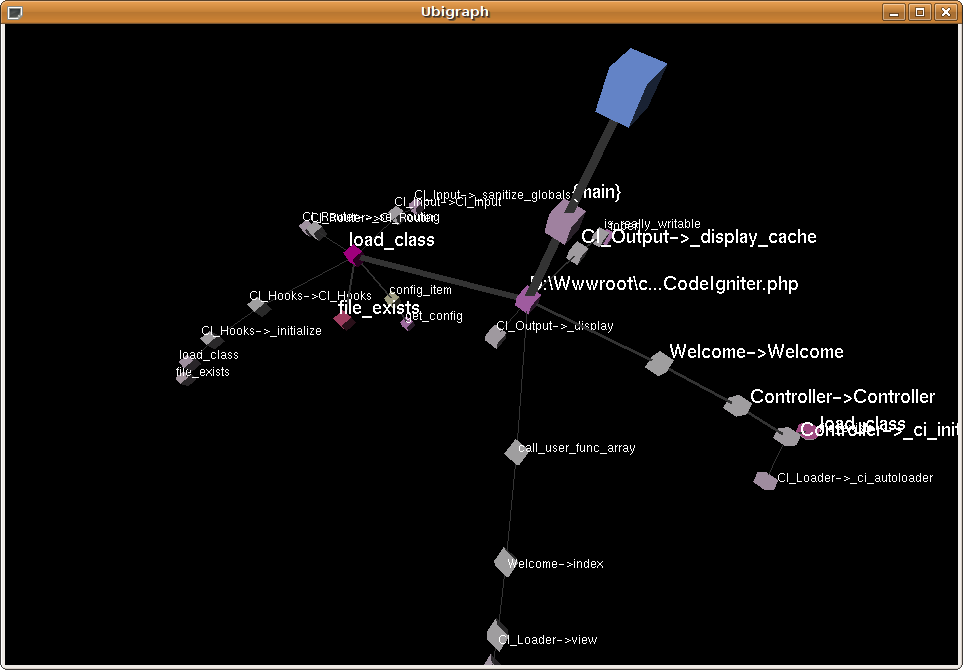 Ubigraph
{main}
CI_Input->_sanitize_globals
CI_Input->CI_Input
CI_Router->CI_Router
is_really_writable
load_class
CI_Output->_display_cache
D:\Wwwroot\c...CodeIgniter.php
config_item
CI_Hooks->CI_Hooks
file_exists
get_config
CI_Output->_display
CI_Hooks->_initialize
load_class
file_exists
Welcome->Welcome
Controller->Controller
load_class
Controller->_ci_init
call_user_func_array
CI_Loader->_ci_autoloader
Welcome->index
CI_Loader->view